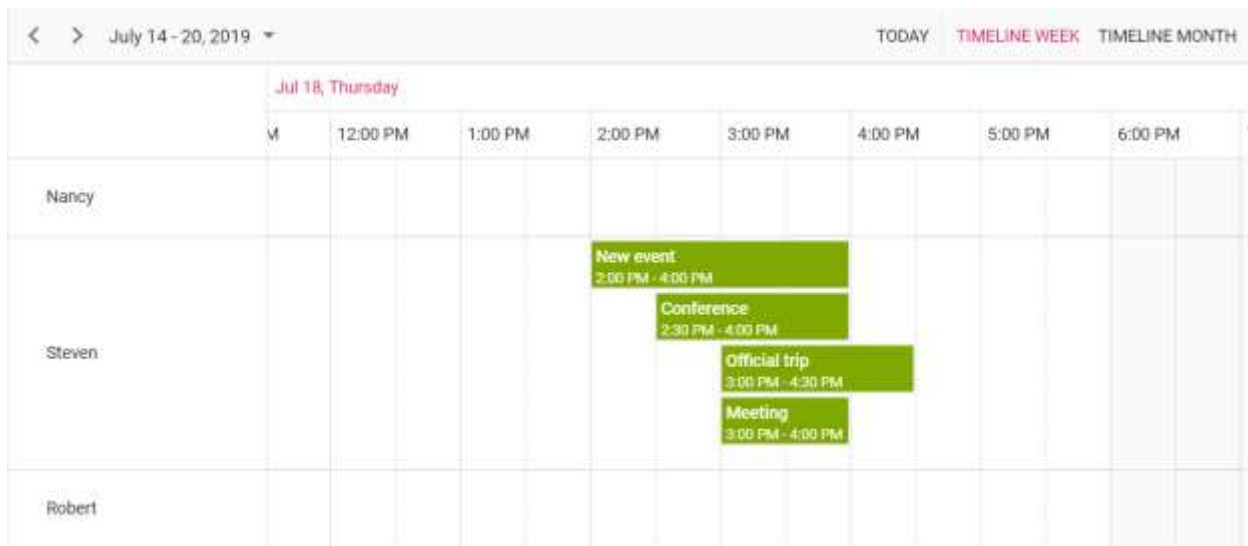 July 14 - 20, 2019 TODAY TIMELINE WEEK TIMELINE MONTH
Jul 18, Thursday
M 12:00 PM 1:00 PM 2:00 PM 3:00 PM 4:00 PM 5:00 PM 6:00 PM
Nancy
New event
2:00 PM - 4:00 PM
Conference
2:30 PM - 4:00 PM
Steven
Official trip
3:00 PM - 4:30 PM
Meeting
3:00 PM - 4:00 PM
Robert